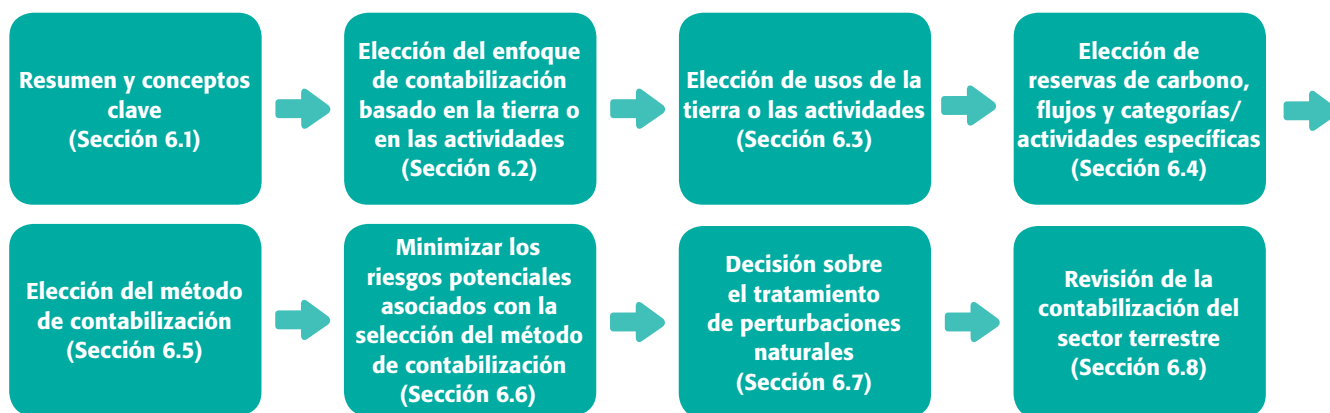 Resumen y conceptos
clave
(Sección 6.1)
Elección del enfoque
de contabilización
basado en la tierra o
en las actividades
(Sección 6.2)
Elección de usos de la
tierra o las actividades
(Sección 6.3)
Elección de
reservas de carbono,
flujos y categorías/
actividades específicas
(Sección 6.4)
Elección del método
de contabilización
(Sección 6.5)
Minimizar los
riesgos potenciales
asociados con la
selección del método
de contabilización
(Sección 6.6)
Decisión sobre
el tratamiento
de perturbaciones
naturales
(Sección 6.7)
Revisión de la
contabilización del
sector terrestre
(Sección 6.8)